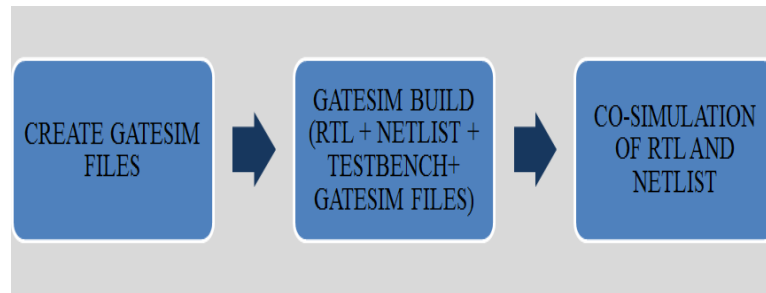 CREATE GATESIM
FILES
GATESIM BUILD
(RTL + NETLIST +
TESTBENCH+
GATESIM FILES)
CO-SIMULATION
OF RTL AND
NETLIST